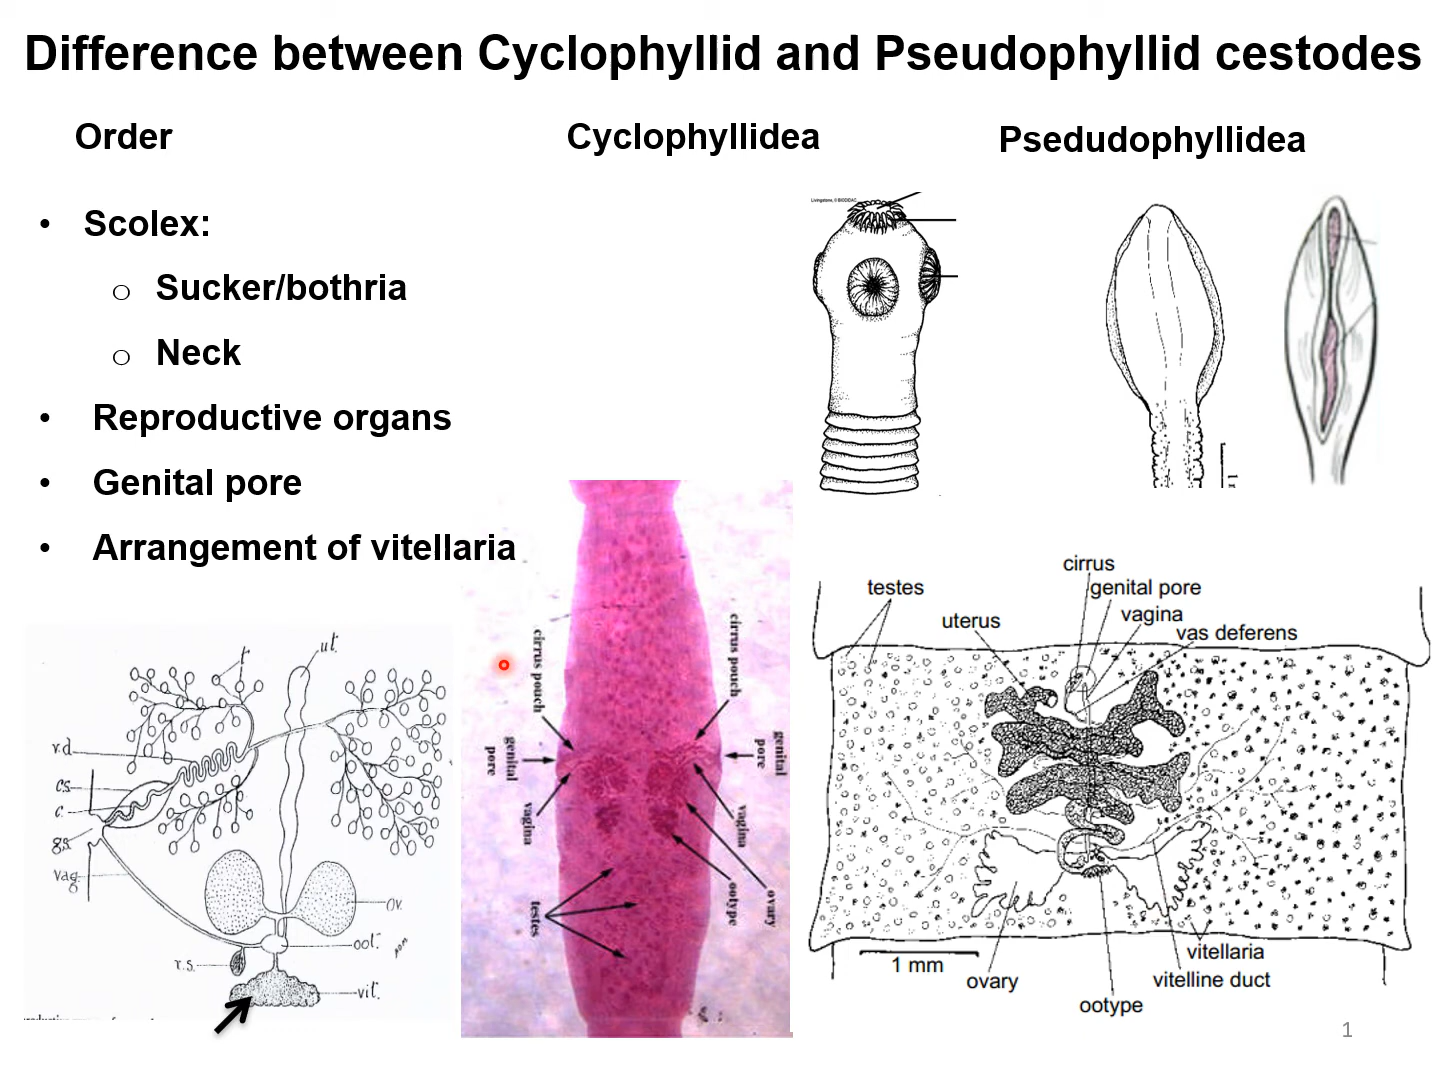 Difference between Cyclophyllid and Pseudophyllid cestodes
Order
Cyclophyllidea
Psedudophyllidea
• Scolex:
o Sucker/bothria
o Neck
• Reproductive organs
• Genital pore
• Arrangement of vitellaria
Livingstone, © BIODIDAC
t
ut.
v.d
cs
c.
g.s.
vag.
ov.
oot.
r.s.
vit.
cirrus pouch
genital pore
vagina
testes
cirrus pouch
genital pore
vagina
ootype
ovary
cirrus
testes
genital pore
vagina
uterus
vas deferens
vitellaria
1 mm
ovary
vitelline duct
ootype
1